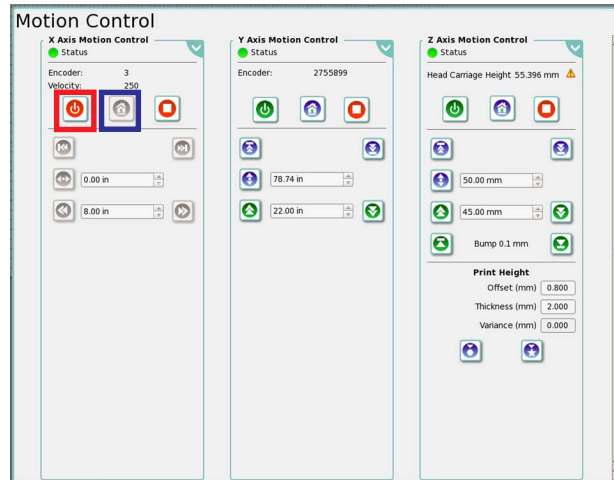 Motion Control
X Axis Motion Control
Status
Encoder: 3
Velocity: 250
0.00 in
8.00 in
Y Axis Motion Control
Status
Encoder: 2755899
78.74 in
22.00 in
Z Axis Motion Control
Status
Head Carriage Height 55.396 mm
50.00 mm
45.00 mm
Bump 0.1 mm
Print Height
Offset (mm) 0.800
Thickness (mm) 2.000
Variance (mm) 0.000